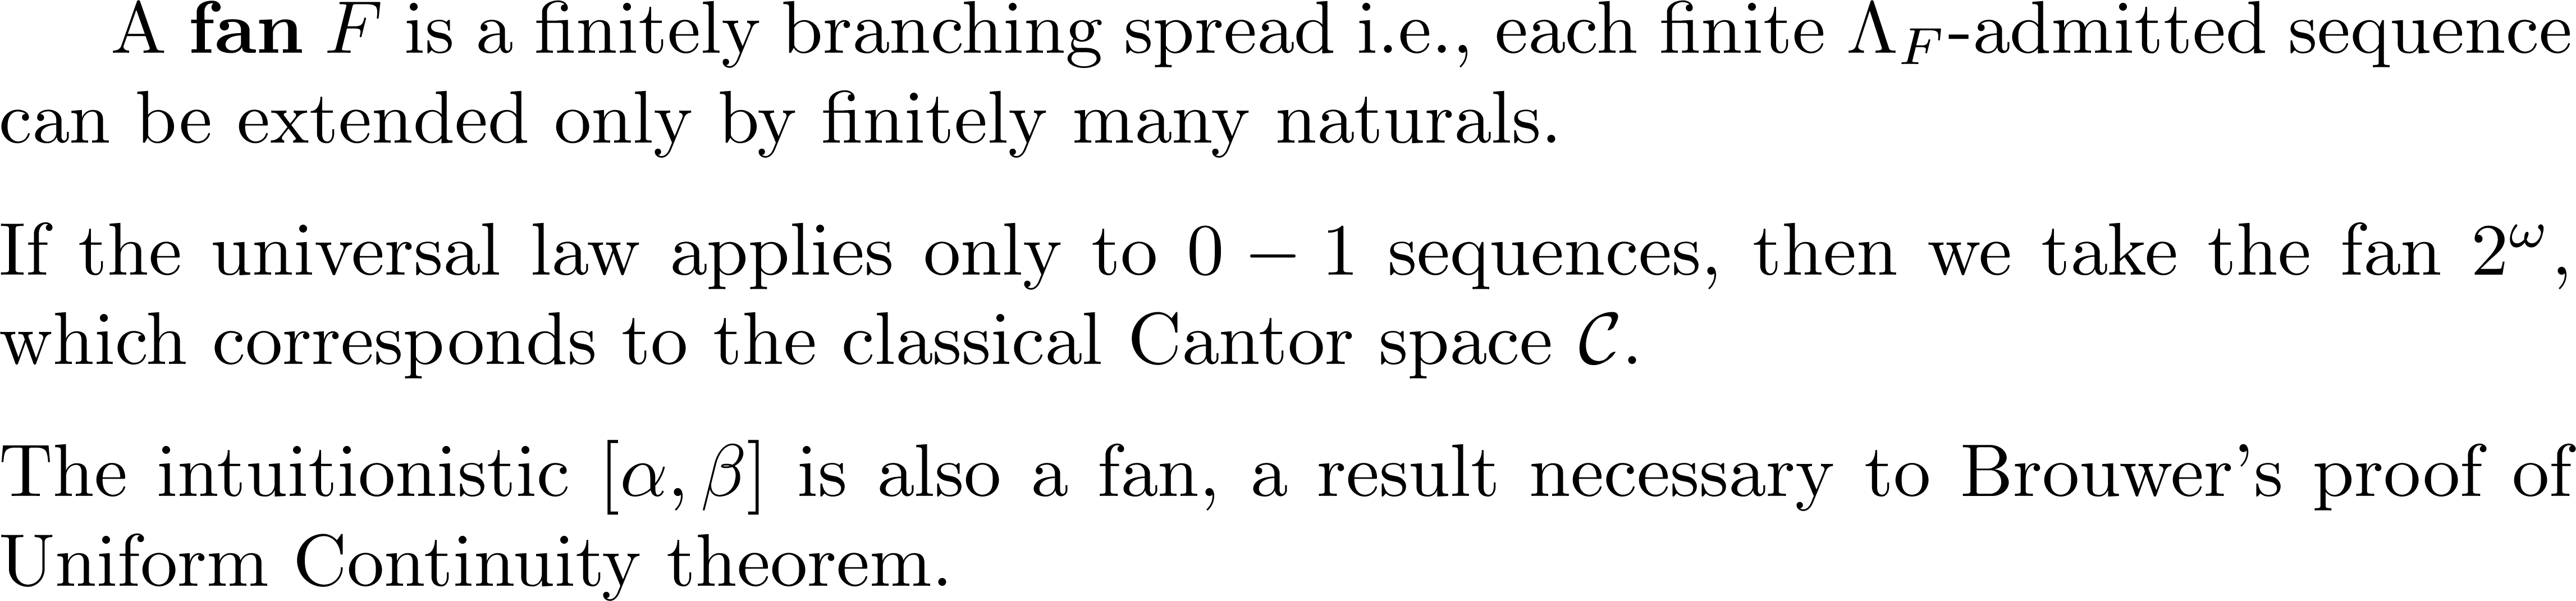 A fan F is a finitely branching spread i.e., each finite Λ_F-admitted sequence
can be extended only by finitely many naturals.
If the universal law applies only to 0 − 1 sequences, then we take the fan 2^ω,
which corresponds to the classical Cantor space 𝒞.
The intuitionistic [α, β] is also a fan, a result necessary to Brouwer’s proof of
Uniform Continuity theorem.